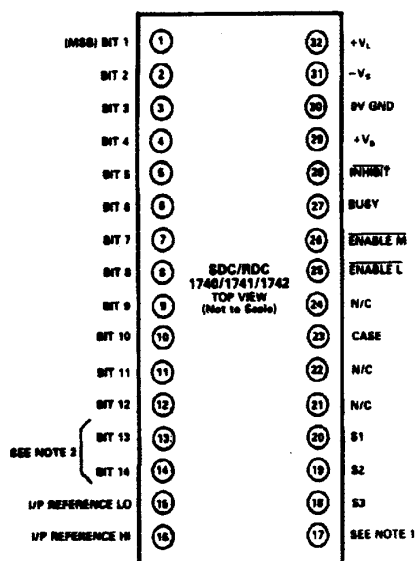 (MSB) BIT 1 1 32 +VL
BIT 2 2 31 -VS
BIT 3 3 30 0V GND
BIT 4 4 29 +VS
BIT 5 5 28 INHIBIT
BIT 6 6 27 BUSY
BIT 7 7 26 ENABLE M
BIT 8 8 25 ENABLE L
SDC/RDC
1740/1741/1742
TOP VIEW
(Not to Scale)
BIT 9 9 24 N/C
BIT 10 10 23 CASE
BIT 11 11 22 N/C
BIT 12 12 21 N/C
SEE NOTE 2
BIT 13 13 20 S1
BIT 14 14 19 S2
I/P REFERENCE LO 15 18 S3
I/P REFERENCE HI 16 17 SEE NOTE 1